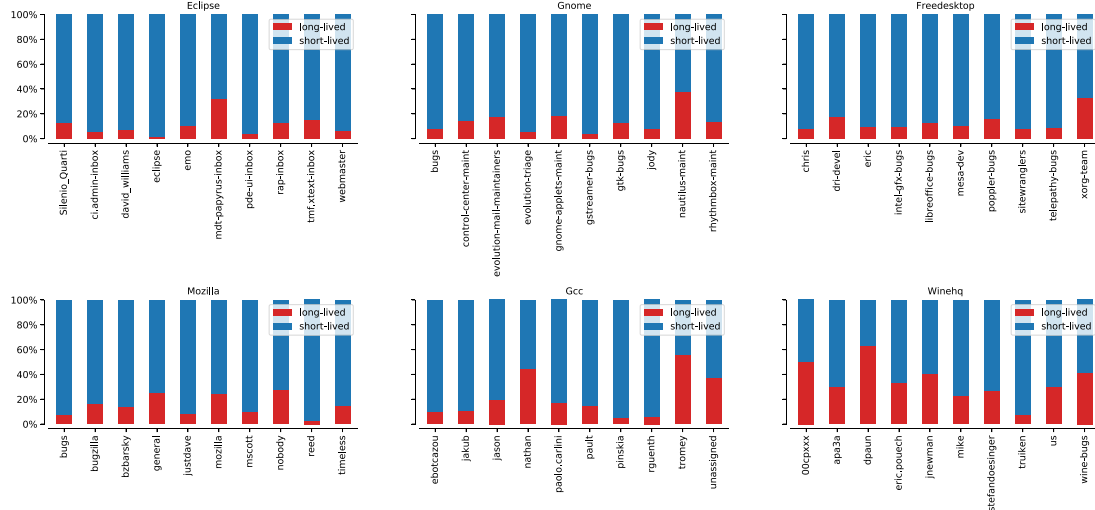 Eclipse
100%
80%
60%
40%
20%
0%
long-lived
short-lived
Silenio_Quarti
ci.admin-inbox
david_williams
eclipse
emo
mdt-papyrus-inbox
pde-ui-inbox
rap-inbox
tmf.xtext-inbox
webmaster
Gnome
long-lived
short-lived
bugs
control-center-maint
evolution-mail-maintainers
evolution-triage
gnome-applets-maint
gstreamer-bugs
gtk-bugs
jody
nautilus-maint
rhythmbox-maint
Freedesktop
long-lived
short-lived
chris
dri-devel
eric
intel-gfx-bugs
libreoffice-bugs
mesa-dev
poppler-bugs
sitewranglers
telepathy-bugs
xorg-team
Mozilla
100%
80%
60%
40%
20%
0%
long-lived
short-lived
bugs
bugzilla
bzbarsky
general
justdave
mozilla
mscott
nobody
reed
timeless
Gcc
long-lived
short-lived
ebotcazou
jakub
jason
nathan
paolo.carlini
pault
pinskia
rguenth
tromey
unassigned
Winehq
long-lived
short-lived
00cpxxx
apa3a
dpaun
eric.pouech
jnewman
mike
stefandoesinger
truiken
us
wine-bugs